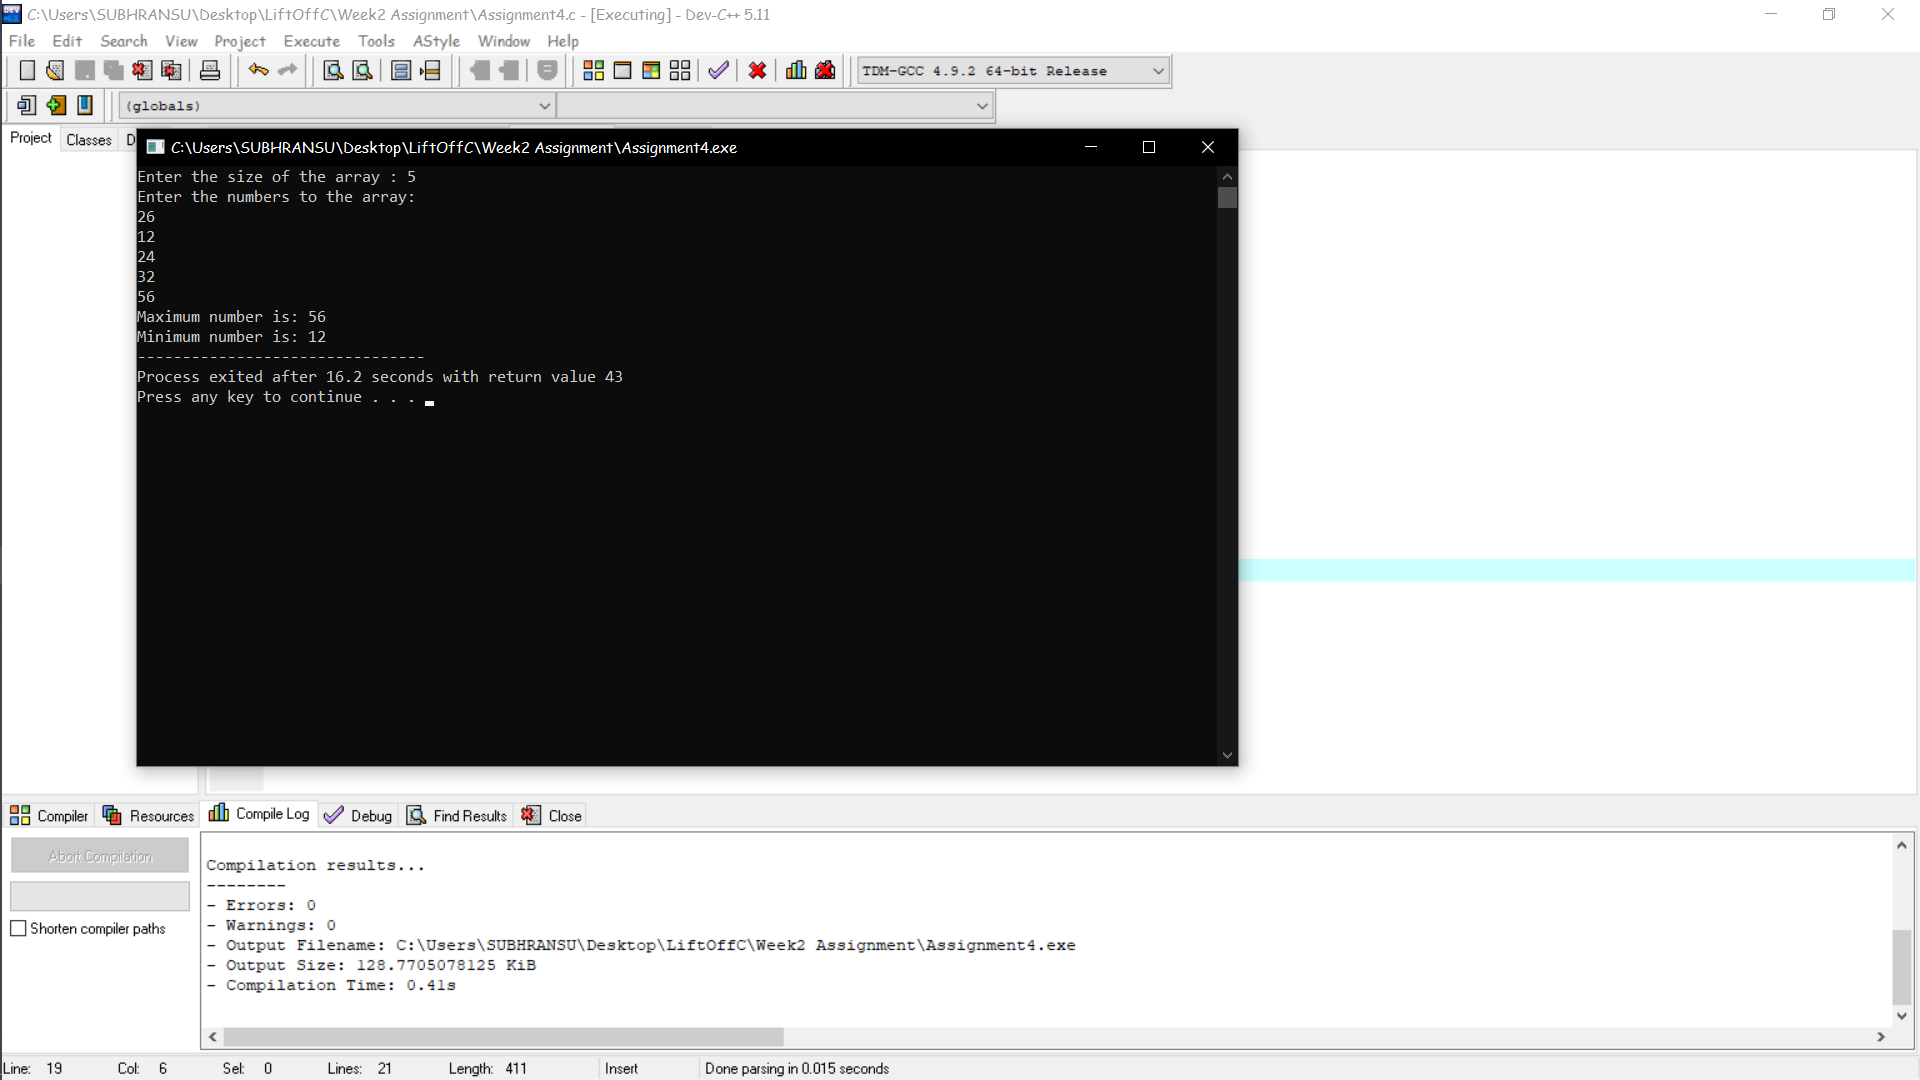 C:\Users\SUBHRANSU\Desktop\LiftOffC\Week2 Assignment\Assignment4.c - [Executing] - Dev-C++ 5.11
File Edit Search View Project Execute Tools AStyle Window Help
TDM-GCC 4.9.2 64-bit Release
(globals)
Project Classes D
C:\Users\SUBHRANSU\Desktop\LiftOffC\Week2 Assignment\Assignment4.exe
Enter the size of the array : 5
Enter the numbers to the array:
26
12
24
32
56
Maximum number is: 56
Minimum number is: 12
--------------------------------
Process exited after 16.2 seconds with return value 43
Press any key to continue . . .
Compiler Resources Compile Log Debug Find Results Close
Abort Compilation
Shorten compiler paths
Compilation results...
--------
- Errors: 0
- Warnings: 0
- Output Filename: C:\Users\SUBHRANSU\Desktop\LiftOffC\Week2 Assignment\Assignment4.exe
- Output Size: 128.7705078125 KiB
- Compilation Time: 0.41s
Line: 19 Col: 6 Sel: 0 Lines: 21 Length: 411 Insert Done parsing in 0.015 seconds